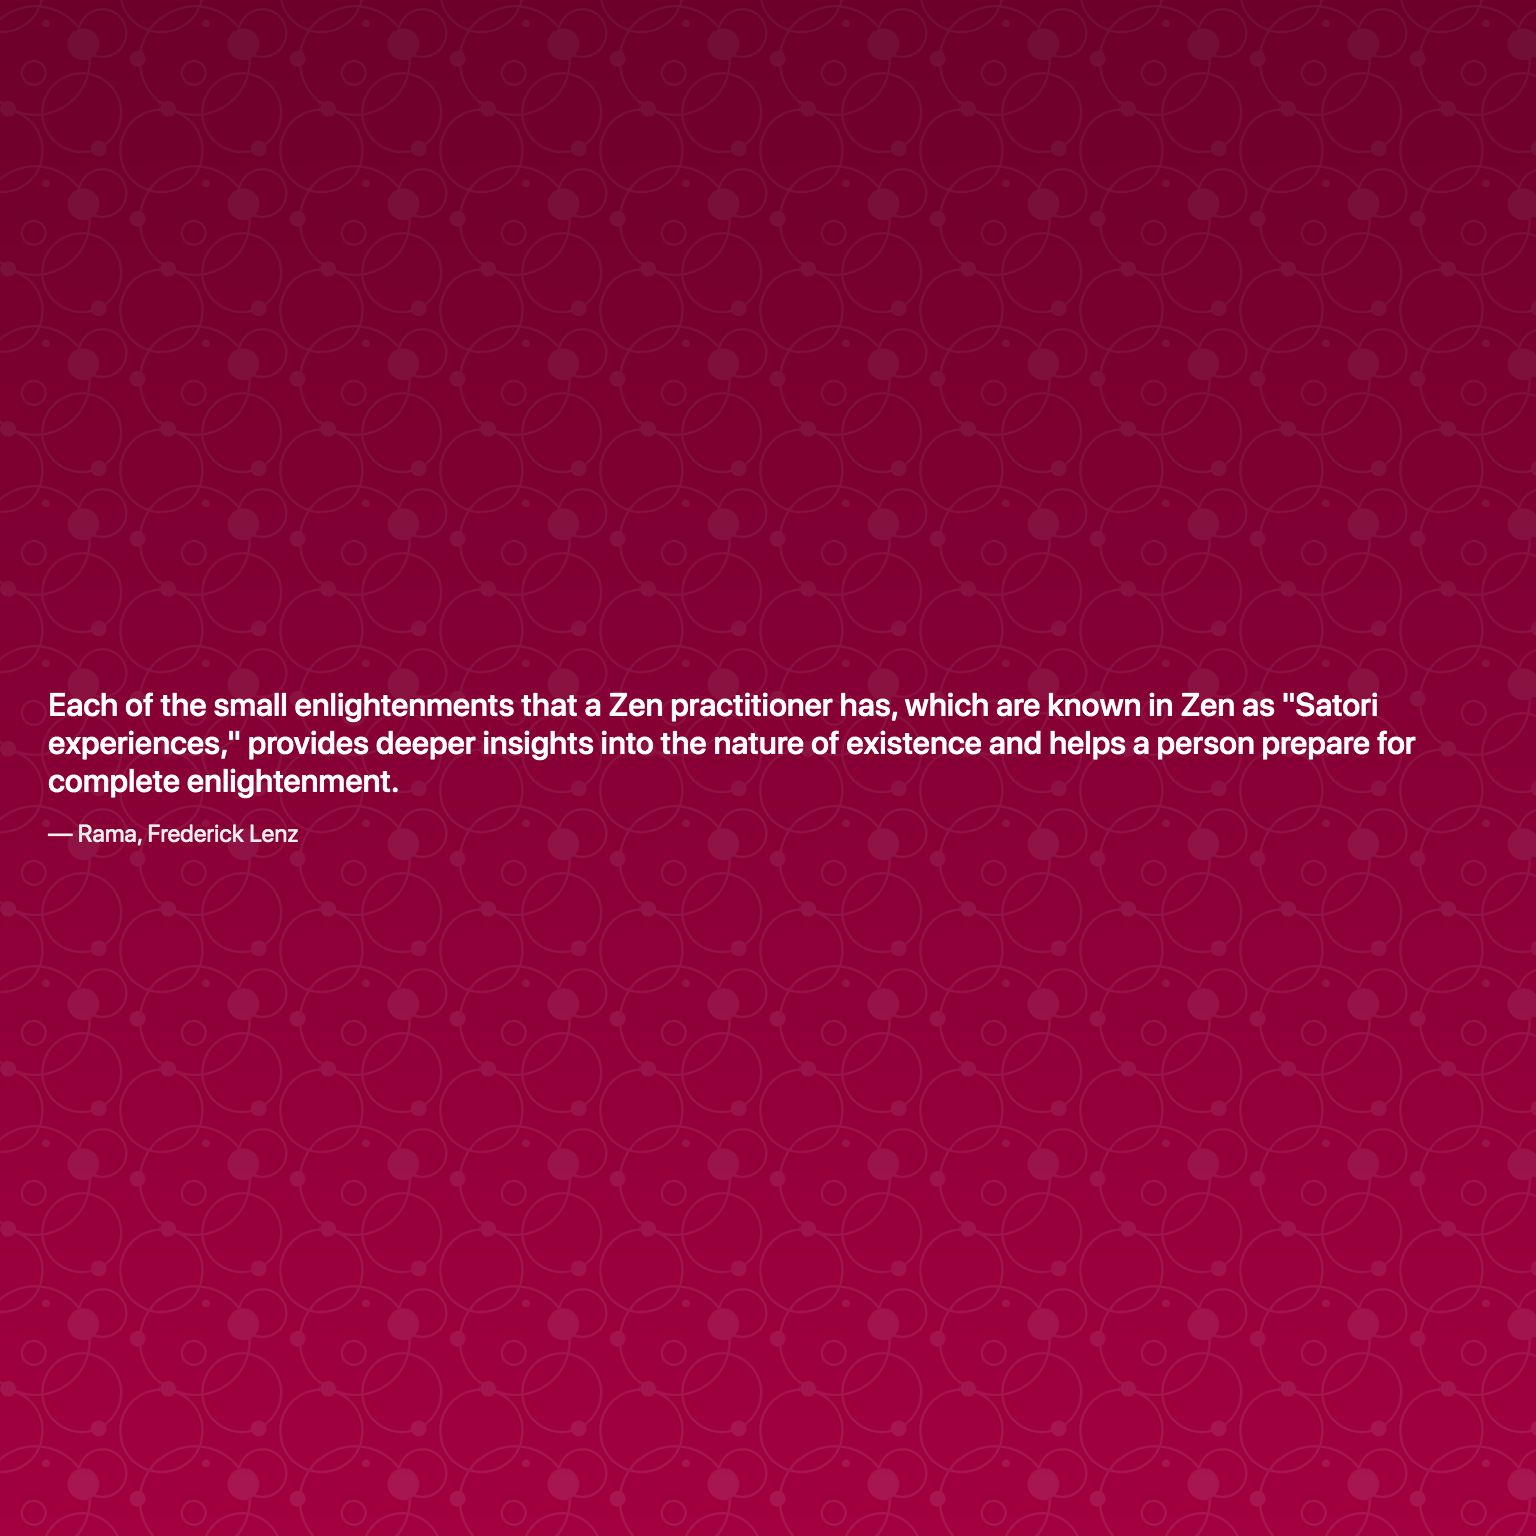 Each of the small enlightenments that a Zen practitioner has, which are known in Zen as "Satori
experiences," provides deeper insights into the nature of existence and helps a person prepare for
complete enlightenment.
— Rama, Frederick Lenz